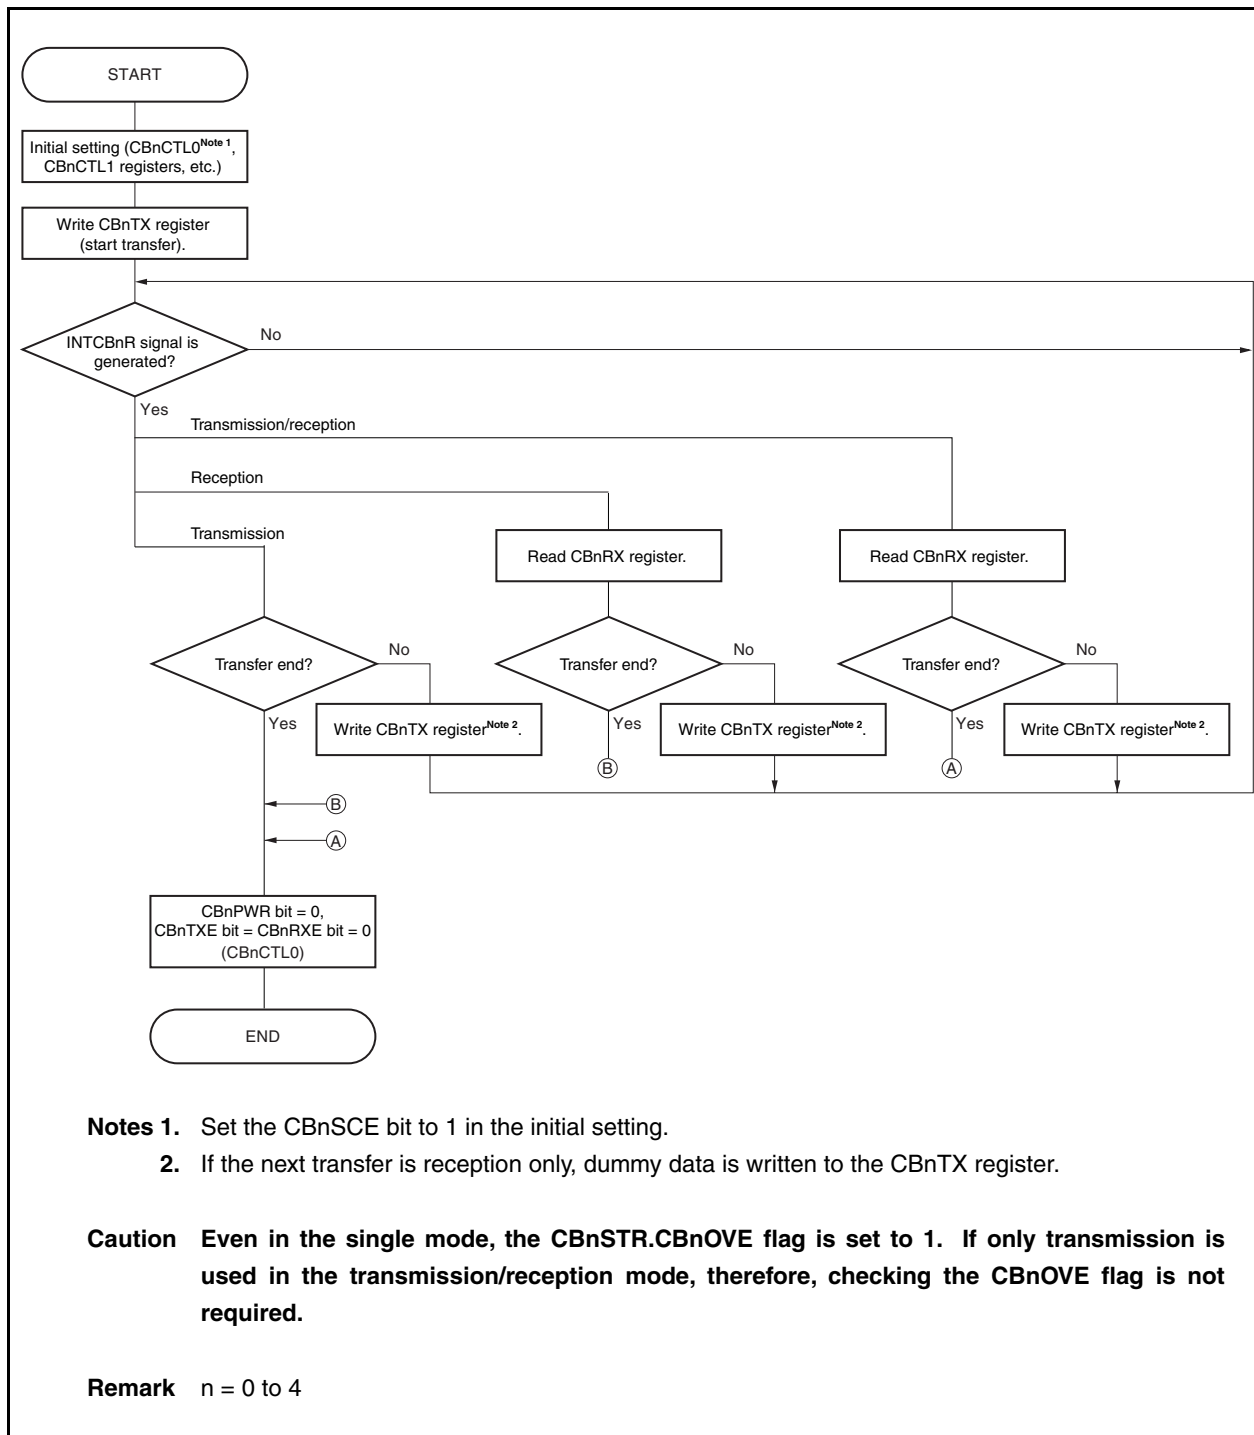 START
Initial setting (CBnCTL0Note 1,
CBnCTL1 registers, etc.)
Write CBnTX register
(start transfer).
INTCBnR signal is
generated?
No
Yes
Transmission/reception
Reception
Transmission
Read CBnRX register.
Read CBnRX register.
Transfer end?
No
Transfer end?
No
Transfer end?
No
Yes
Write CBnTX registerNote 2.
Yes
Write CBnTX registerNote 2.
Yes
Write CBnTX registerNote 2.
B
A
B
A
CBnPWR bit = 0,
CBnTXE bit = CBnRXE bit = 0
(CBnCTL0)
END
Notes 1. Set the CBnSCE bit to 1 in the initial setting.
2. If the next transfer is reception only, dummy data is written to the CBnTX register.
Caution Even in the single mode, the CBnSTR.CBnOVE flag is set to 1. If only transmission is
used in the transmission/reception mode, therefore, checking the CBnOVE flag is not
required.
Remark n = 0 to 4